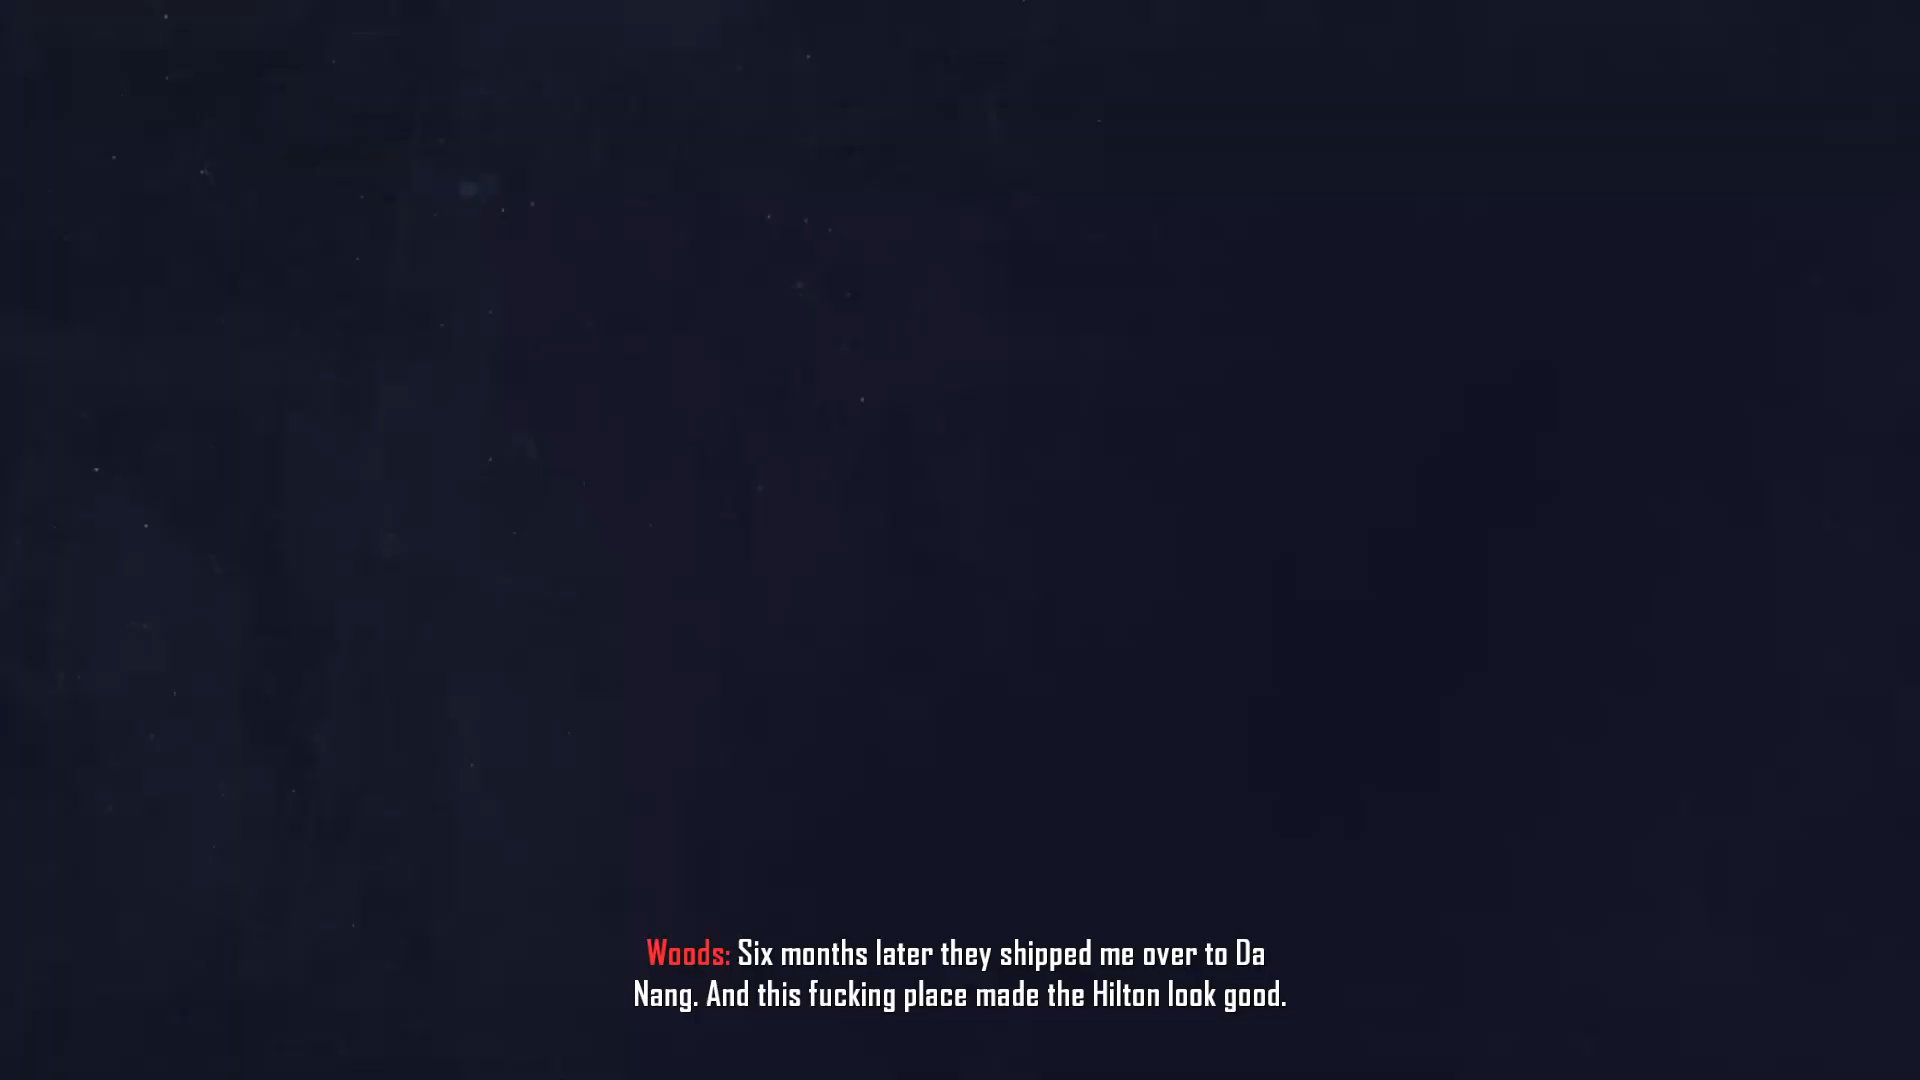 Woods: Six months later they shipped me over to Da
Nang. And this fucking place made the Hilton look good.